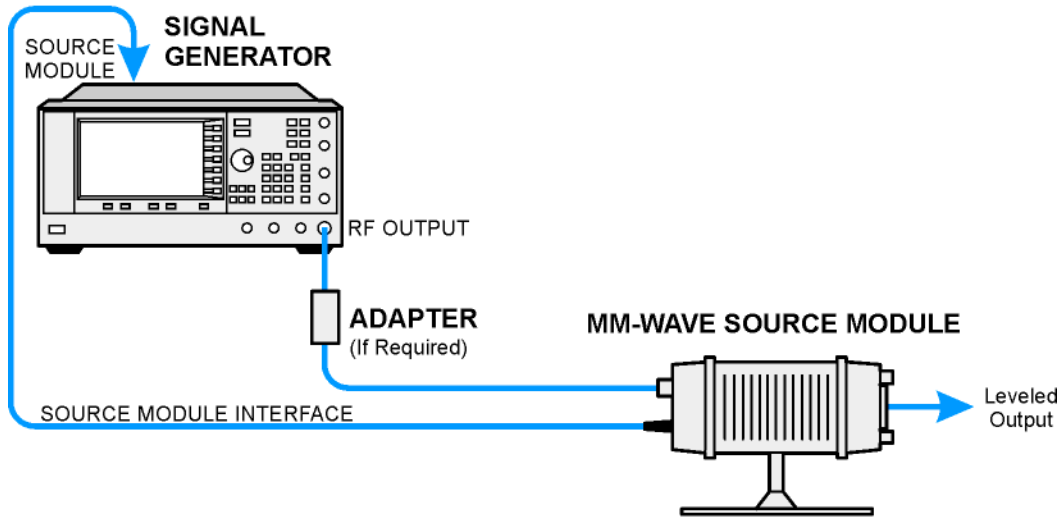 SIGNAL
GENERATOR
SOURCE
MODULE
RF OUTPUT
ADAPTER
(If Required)
MM-WAVE SOURCE MODULE
SOURCE MODULE INTERFACE
Leveled
Output